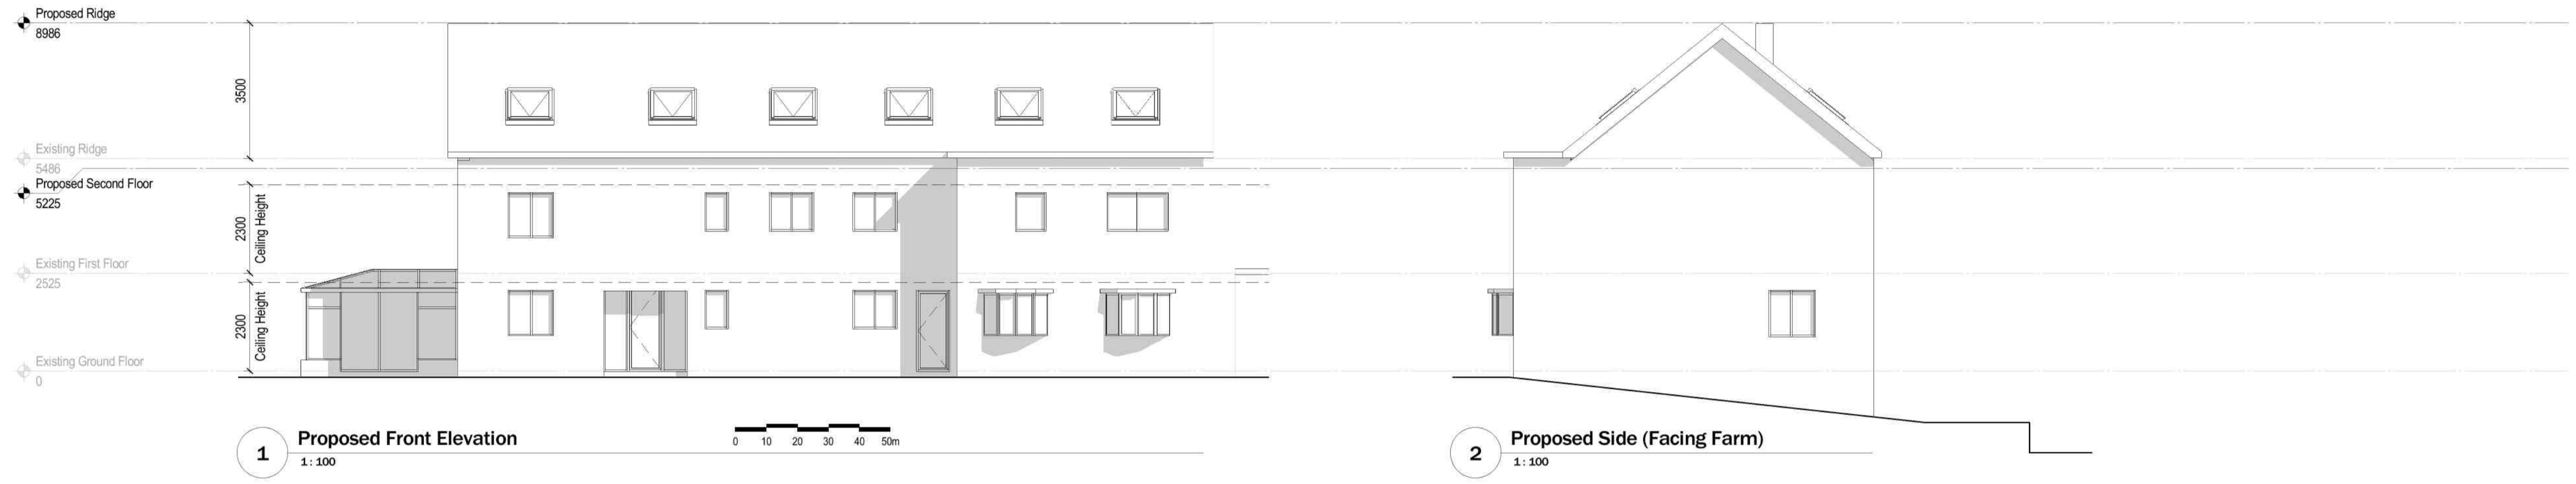 Proposed Ridge
8986
3500
Existing Ridge
5486
Proposed Second Floor
5225
2300
Ceiling Height
Existing First Floor
2525
2300
Ceiling Height
Existing Ground Floor
0
1
Proposed Front Elevation
1 : 100
0 10 20 30 40 50m
2
Proposed Side (Facing Farm)
1 : 100